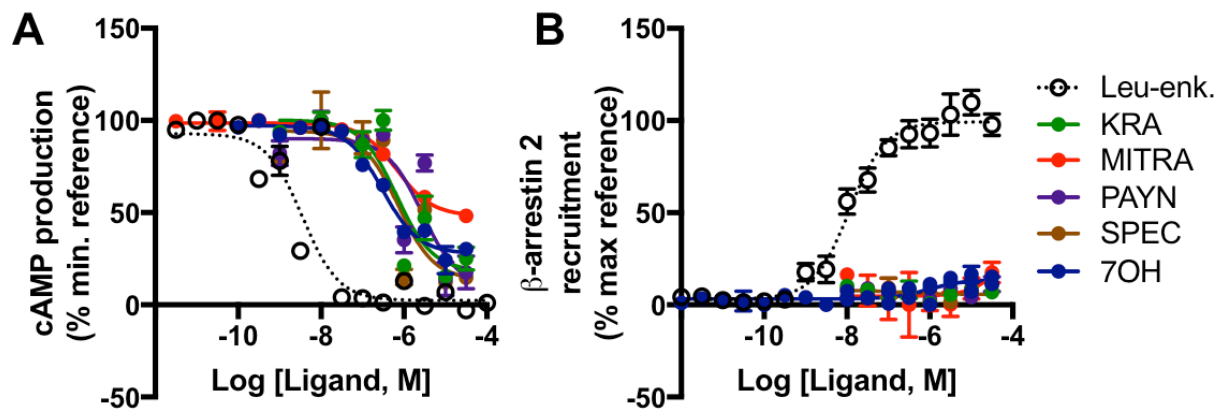 A
B
cAMP production
(% min. reference)
150
100
50
0
-50
-10
-8
-6
-4
Log [Ligand, M]
β-arrestin 2
recruitment
(% max reference)
150
100
50
0
-50
-10
-8
-6
-4
Log [Ligand, M]
Leu-enk.
KRA
MITRA
PAYN
SPEC
7OH